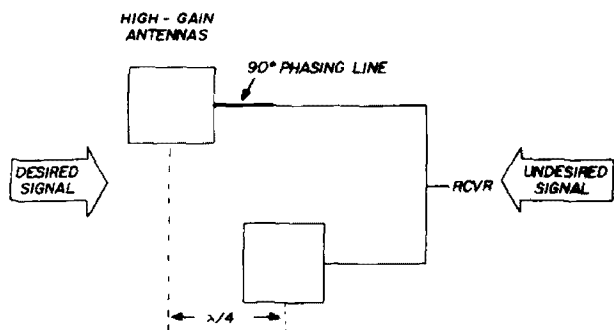 HIGH - GAIN
ANTENNAS
90° PHASING LINE
DESIRED
SIGNAL
RCVR
UNDESIRED
SIGNAL
λ/4